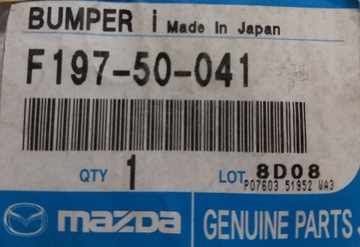 BUMPER i Made in Japan
F197-50-041
QTY 1 LOT 8D08
P07603 51952 WA3
mazda GENUINE PARTS